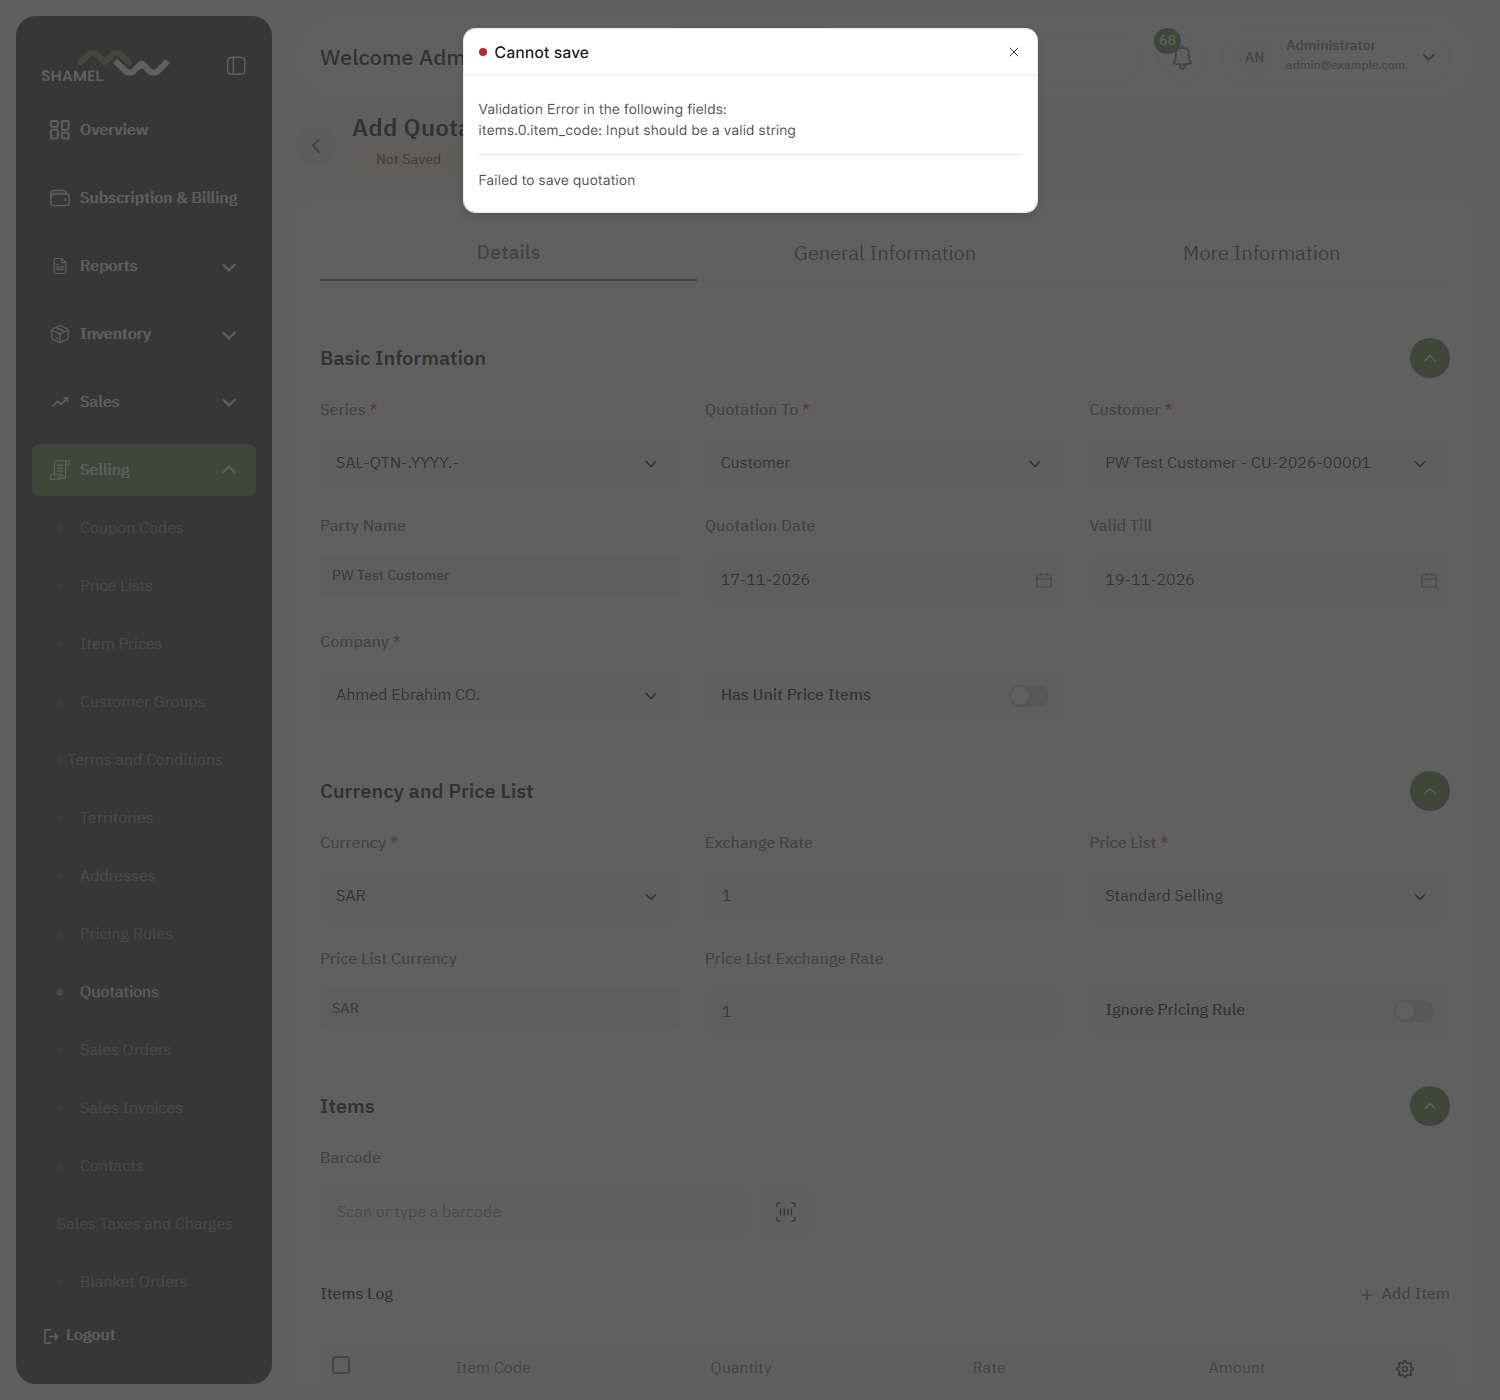 SHAMEL
Overview
Subscription & Billing
Reports
Inventory
Sales
Selling
Coupon Codes
Price Lists
Item Prices
Customer Groups
Terms and Conditions
Territories
Addresses
Pricing Rules
Quotations
Sales Orders
Sales Invoices
Contacts
Sales Taxes and Charges
Blanket Orders
Logout
Welcome Adm
68
AN
Administrator
admin@example.com
Cannot save
Validation Error in the following fields:
items.0.item_code: Input should be a valid string
Failed to save quotation
Add Quota
Not Saved
Details
General Information
More Information
Basic Information
Series *
Quotation To *
Customer *
SAL-QTN-.YYYY.-
Customer
PW Test Customer - CU-2026-00001
Party Name
Quotation Date
Valid Till
PW Test Customer
17-11-2026
19-11-2026
Company *
Ahmed Ebrahim CO.
Has Unit Price Items
Currency and Price List
Currency *
Exchange Rate
Price List *
SAR
1
Standard Selling
Price List Currency
Price List Exchange Rate
SAR
1
Ignore Pricing Rule
Items
Barcode
Scan or type a barcode
Items Log
+ Add Item
Item Code
Quantity
Rate
Amount